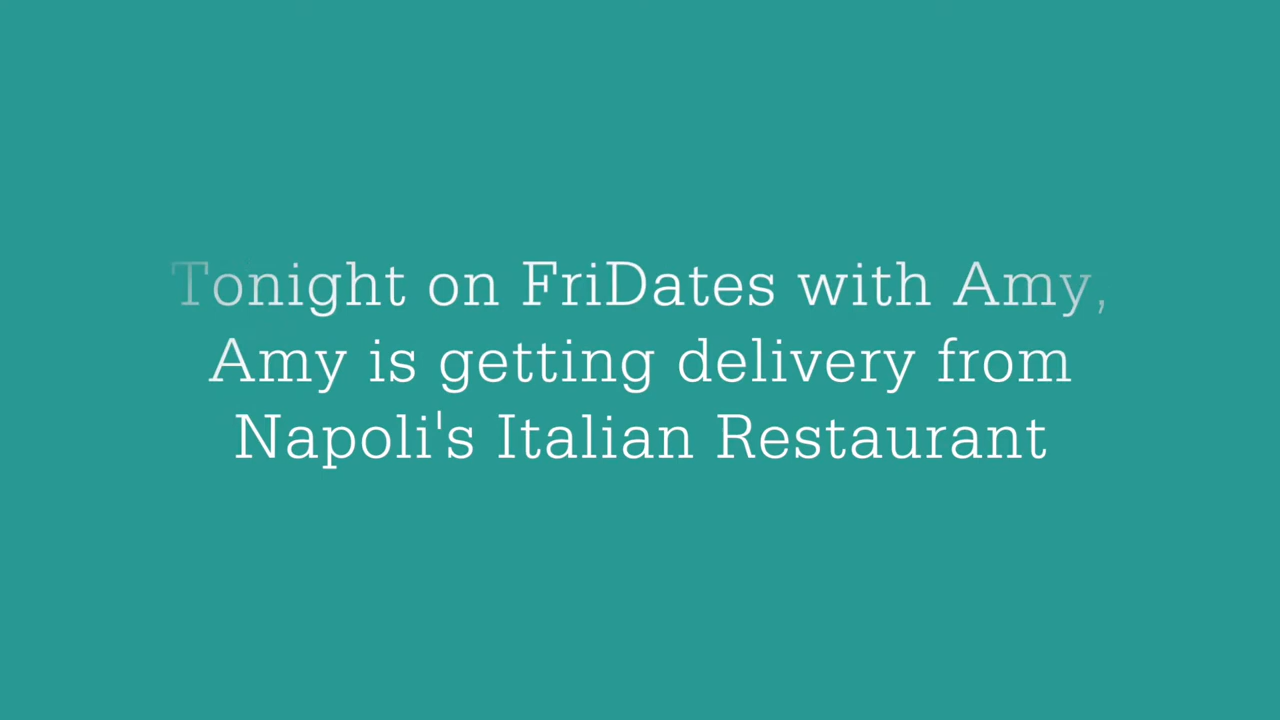 Tonight on FriDates with Amy,
Amy is getting delivery from
Napoli's Italian Restaurant